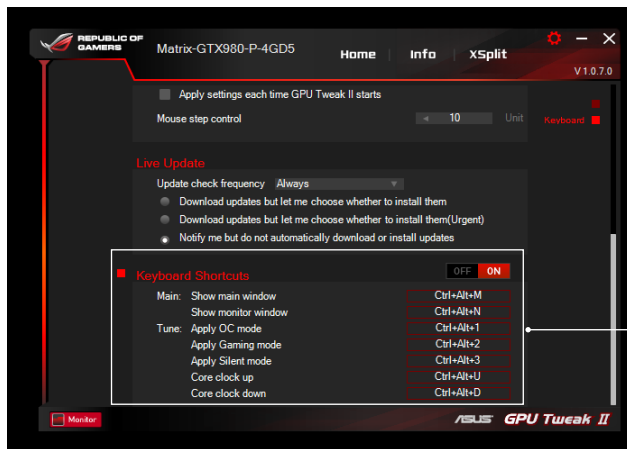 REPUBLIC OF
GAMERS
Matrix-GTX980-P-4GD5
Home
Info
XSplit
V 1.0.7.0
Apply settings each time GPU Tweak II starts
Mouse step control 10 Unit
Keyboard
Live Update
Update check frequency Always
Download updates but let me choose whether to install them
Download updates but let me choose whether to install them(Urgent)
Notify me but do not automatically download or install updates
Keyboard Shortcuts OFF ON
Main: Show main window Ctrl+Alt+M
Show monitor window Ctrl+Alt+N
Tune: Apply OC mode Ctrl+Alt+1
Apply Gaming mode Ctrl+Alt+2
Apply Silent mode Ctrl+Alt+3
Core clock up Ctrl+Alt+U
Core clock down Ctrl+Alt+D
Monitor
ASUS GPU Tweak II